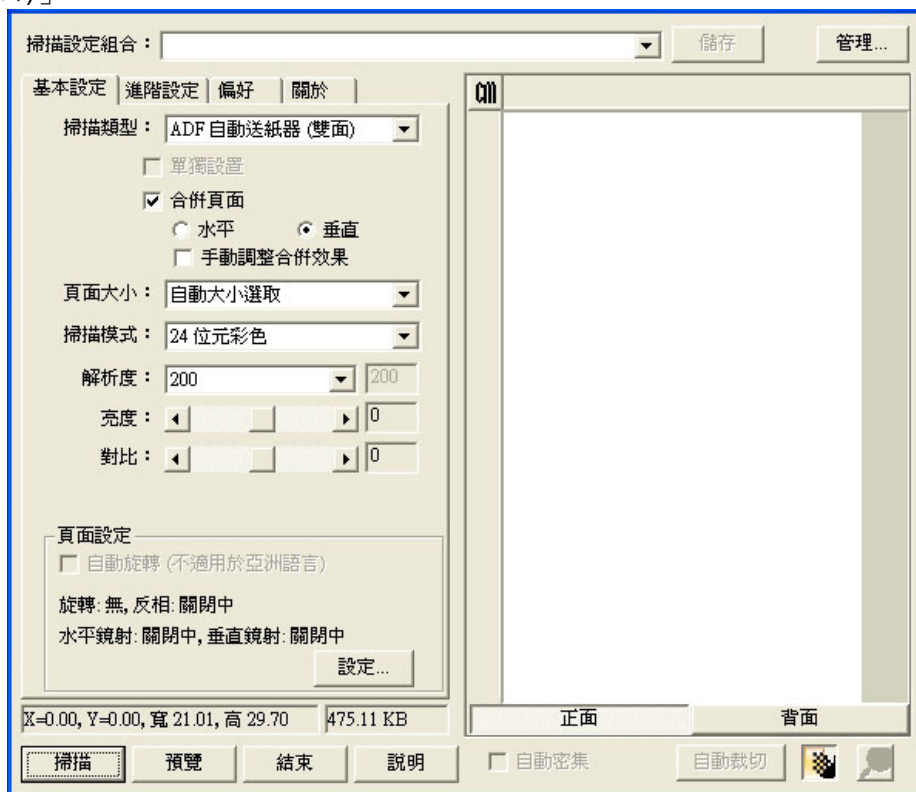 掃描設定組合：
儲存
管理...
基本設定 進階設定 偏好 關於
掃描類型： ADF 自動送紙器 (雙面)
單獨設置
合併頁面
水平 垂直
手動調整合併效果
頁面大小： 自動大小選取
掃描模式： 24 位元彩色
解析度： 200 200
亮度： 0
對比： 0
頁面設定
自動旋轉 (不適用於亞洲語言)
旋轉: 無, 反相: 關閉中
水平鏡射: 關閉中, 垂直鏡射: 關閉中
設定...
X=0.00, Y=0.00, 寬 21.01, 高 29.70 475.11 KB
正面 背面
掃描 預覽 結束 說明 自動密集 自動裁切